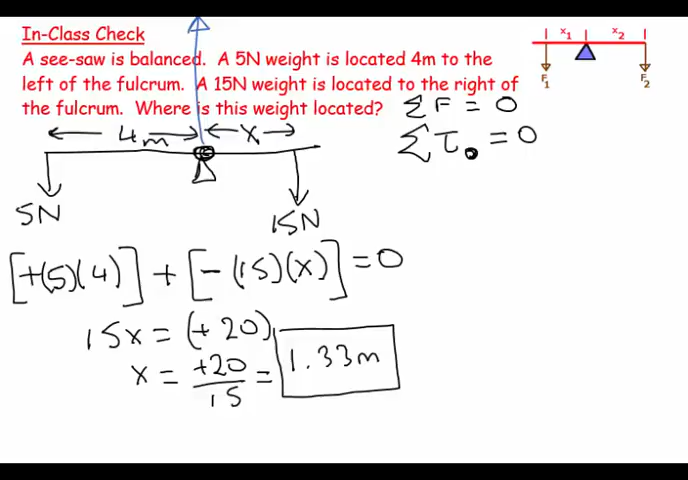 In-Class Check
A see-saw is balanced. A 5N weight is located 4m to the
left of the fulcrum. A 15N weight is located to the right of
the fulcrum. Where is this weight located?
x₁ x₂
F₁ F₂
Σ F = 0
Σ τ₀ = 0
4m x
5N 15N
[+(5)(4)] + [-(15)(x)] = 0
15x = (+20)
x = +20/15 = 1.33m